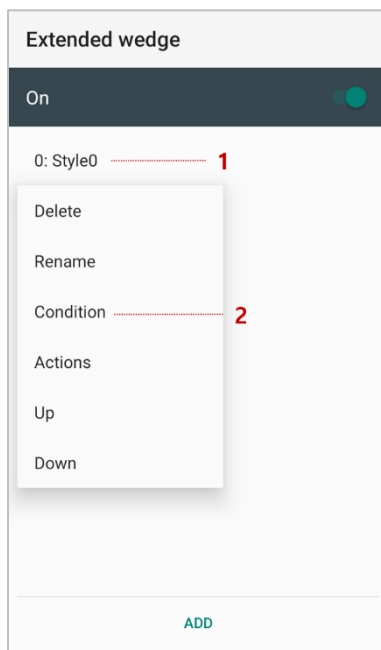 Extended wedge
On
0: Style0 1
Delete
Rename
Condition 2
Actions
Up
Down
ADD